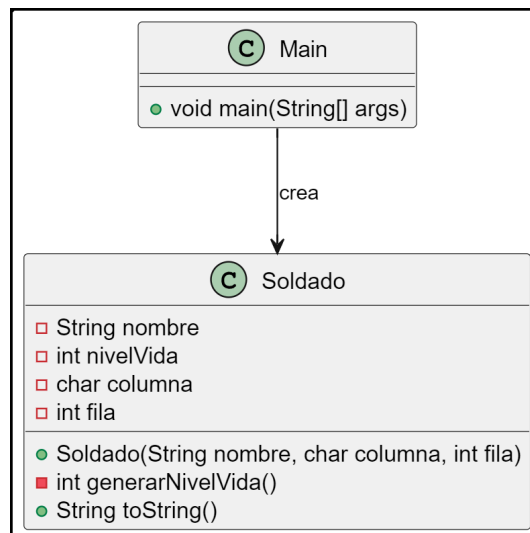 C Main
void main(String[] args)
crea
C Soldado
String nombre
int nivelVida
char columna
int fila
Soldado(String nombre, char columna, int fila)
int generarNivelVida()
String toString()